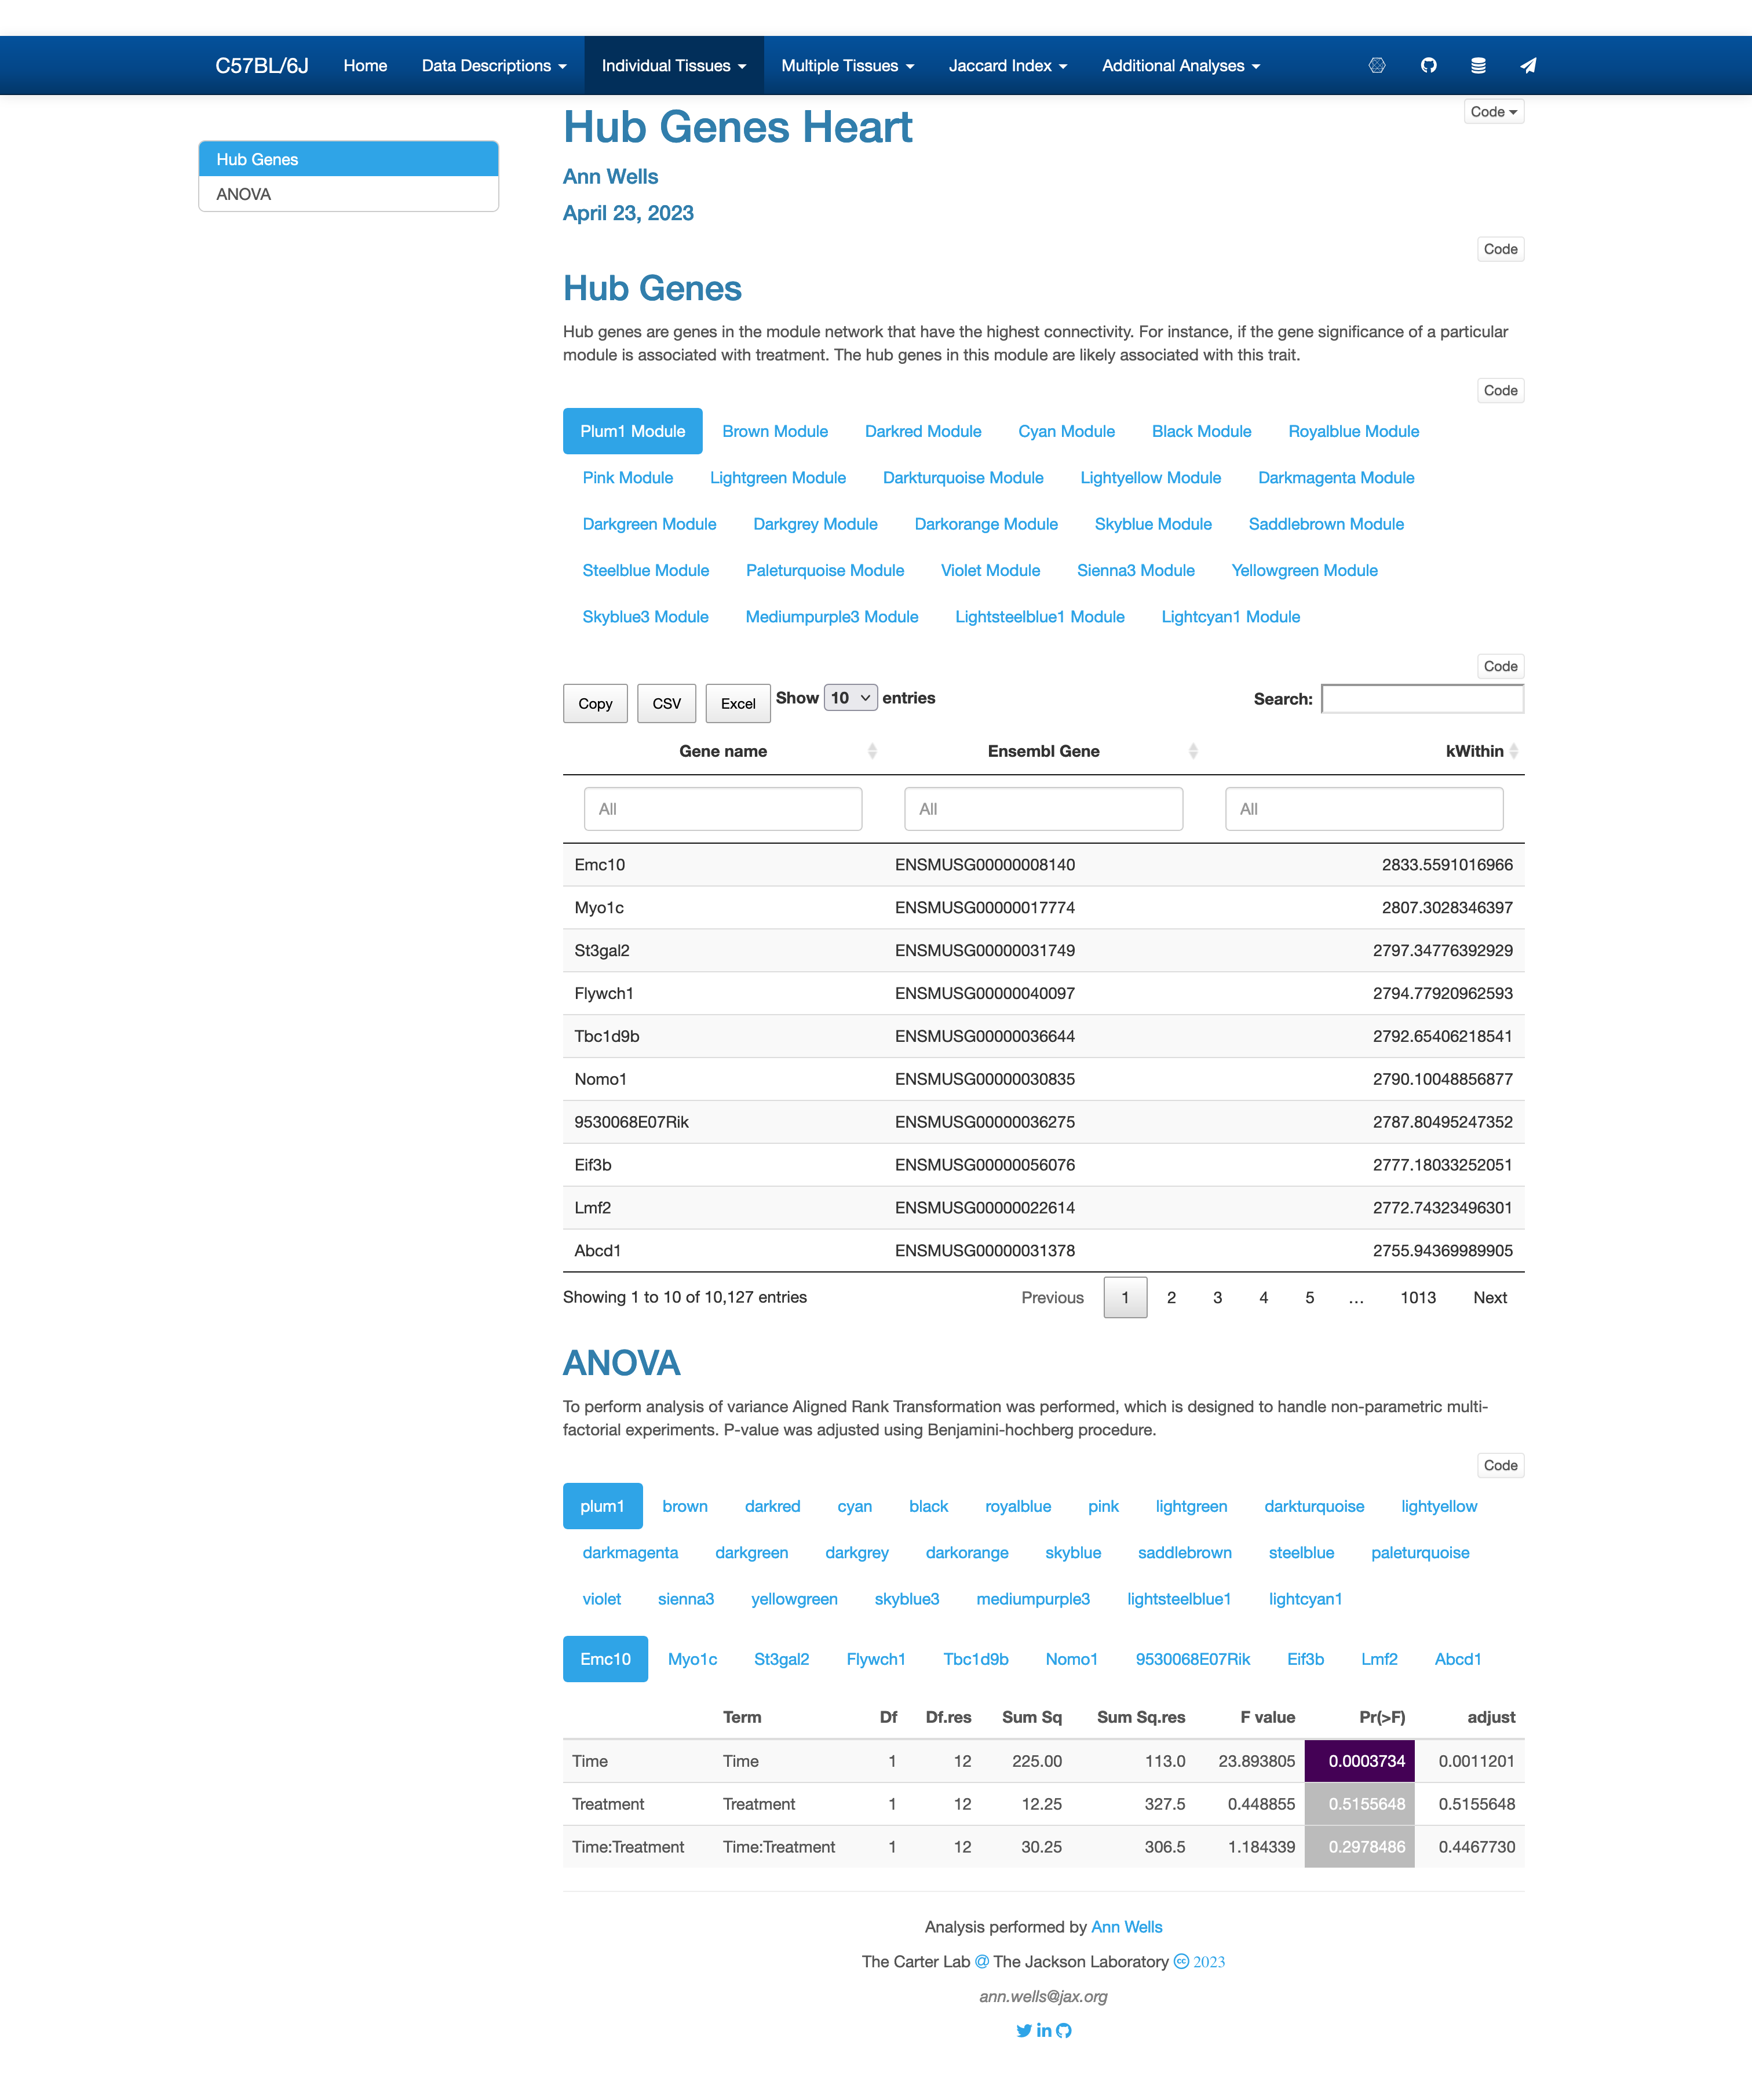 C57BL/6J Home Data Descriptions Individual Tissues Multiple Tissues Jaccard Index Additional Analyses
Hub Genes
ANOVA
Code
Hub Genes Heart
Ann Wells
April 23, 2023
Code
Hub Genes
Hub genes are genes in the module network that have the highest connectivity. For instance, if the gene significance of a particular
module is associated with treatment. The hub genes in this module are likely associated with this trait.
Code
Plum1 Module Brown Module Darkred Module Cyan Module Black Module Royalblue Module
Pink Module Lightgreen Module Darkturquoise Module Lightyellow Module Darkmagenta Module
Darkgreen Module Darkgrey Module Darkorange Module Skyblue Module Saddlebrown Module
Steelblue Module Paleturquoise Module Violet Module Sienna3 Module Yellowgreen Module
Skyblue3 Module Mediumpurple3 Module Lightsteelblue1 Module Lightcyan1 Module
Code
Copy CSV Excel Show 10 entries Search:
Gene name Ensembl Gene kWithin
All All All
Emc10 ENSMUSG00000008140 2833.5591016966
Myo1c ENSMUSG00000017774 2807.3028346397
St3gal2 ENSMUSG00000031749 2797.34776392929
Flywch1 ENSMUSG00000040097 2794.77920962593
Tbc1d9b ENSMUSG00000036644 2792.65406218541
Nomo1 ENSMUSG00000030835 2790.10048856877
9530068E07Rik ENSMUSG00000036275 2787.80495247352
Eif3b ENSMUSG00000056076 2777.18033252051
Lmf2 ENSMUSG00000022614 2772.74323496301
Abcd1 ENSMUSG00000031378 2755.94369989905
Showing 1 to 10 of 10,127 entries Previous 1 2 3 4 5 … 1013 Next
ANOVA
To perform analysis of variance Aligned Rank Transformation was performed, which is designed to handle non-parametric multi-
factorial experiments. P-value was adjusted using Benjamini-hochberg procedure.
Code
plum1 brown darkred cyan black royalblue pink lightgreen darkturquoise lightyellow
darkmagenta darkgreen darkgrey darkorange skyblue saddlebrown steelblue paleturquoise
violet sienna3 yellowgreen skyblue3 mediumpurple3 lightsteelblue1 lightcyan1
Emc10 Myo1c St3gal2 Flywch1 Tbc1d9b Nomo1 9530068E07Rik Eif3b Lmf2 Abcd1
Term Df Df.res Sum Sq Sum Sq.res F value Pr(>F) adjust
Time Time 1 12 225.00 113.0 23.893805 0.0003734 0.0011201
Treatment Treatment 1 12 12.25 327.5 0.448855 0.5155648 0.5155648
Time:Treatment Time:Treatment 1 12 30.25 306.5 1.184339 0.2978486 0.4467730
Analysis performed by Ann Wells
The Carter Lab @ The Jackson Laboratory 2023
ann.wells@jax.org